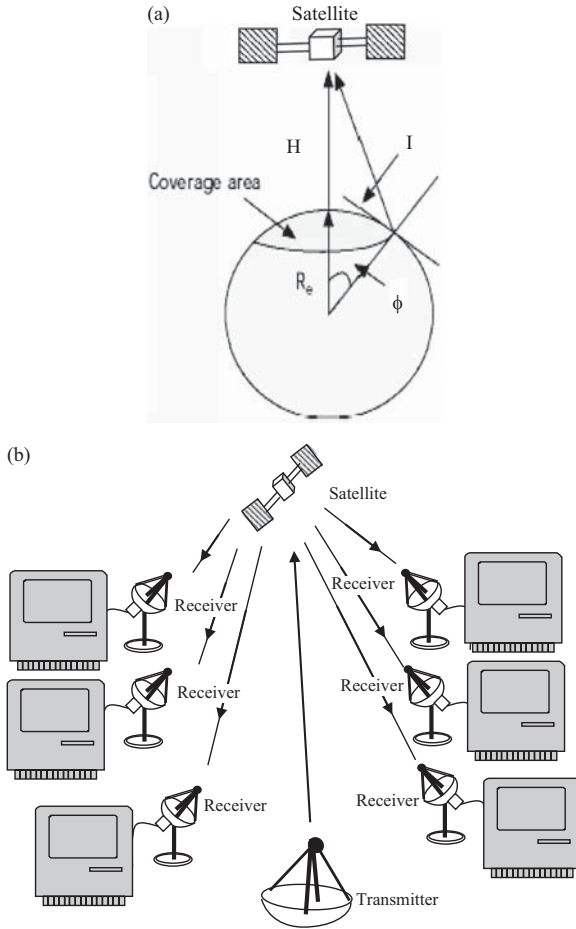 (a)
Satellite
H
I
Coverage area
Re
ϕ
(b)
Satellite
Receiver
Receiver
Receiver
Receiver
Receiver
Receiver
Transmitter